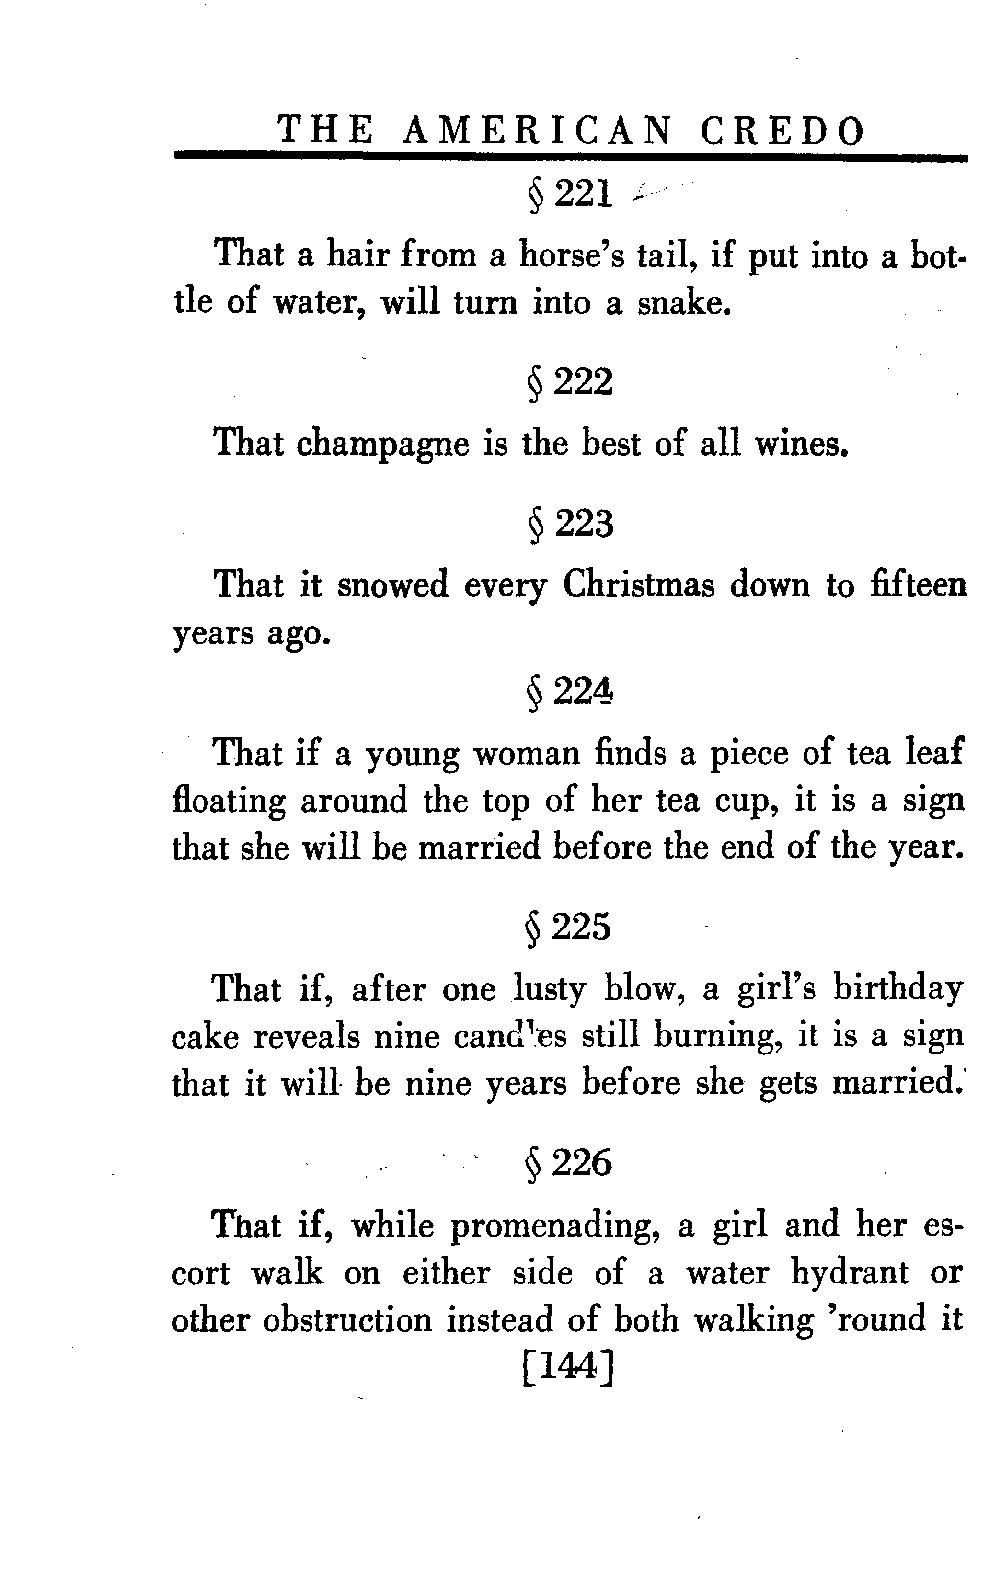 THE AMERICAN CREDO
§ 221
That a hair from a horse's tail, if put into a bot-
tle of water, will turn into a snake.
§ 222
That champagne is the best of all wines.
§ 223
That it snowed every Christmas down to fifteen
years ago.
§ 224
That if a young woman finds a piece of tea leaf
floating around the top of her tea cup, it is a sign
that she will be married before the end of the year.
§ 225
That if, after one lusty blow, a girl's birthday
cake reveals nine candles still burning, it is a sign
that it will be nine years before she gets married.
§ 226
That if, while promenading, a girl and her es-
cort walk on either side of a water hydrant or
other obstruction instead of both walking 'round it
[144]